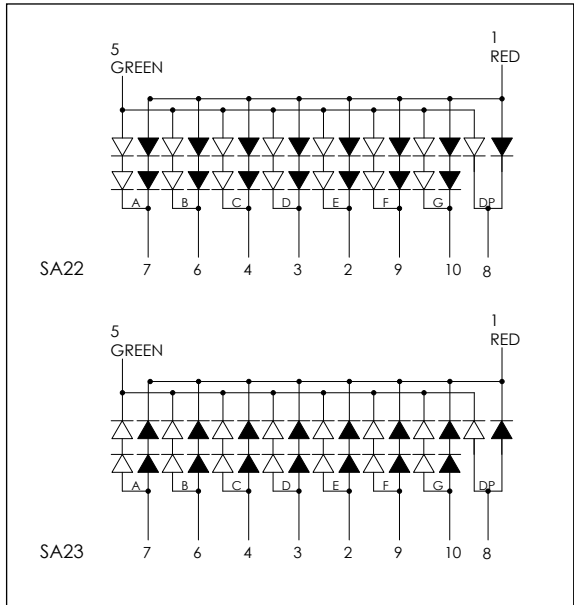 5 1
GREEN RED
A B C D E F G DP
SA22 7 6 4 3 2 9 10 8
5 1
GREEN RED
A B C D E F G DP
SA23 7 6 4 3 2 9 10 8